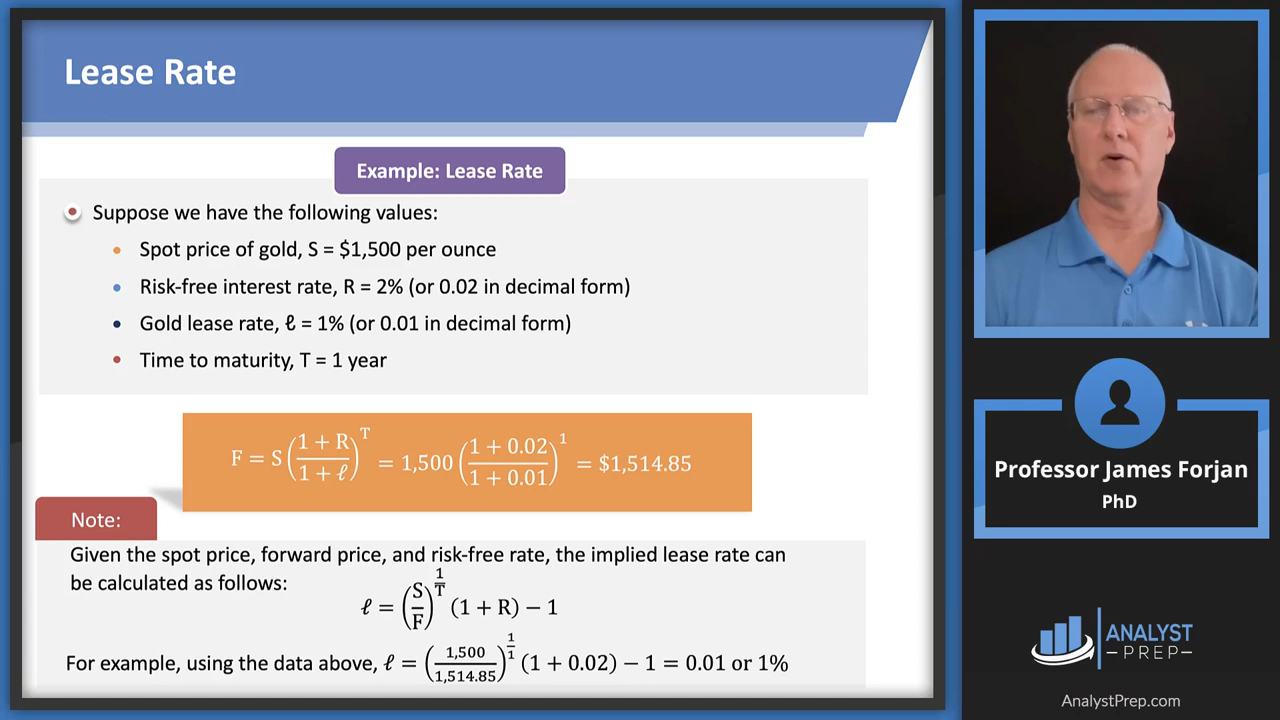 Lease Rate
Example: Lease Rate
Suppose we have the following values:
Spot price of gold, S = $1,500 per ounce
Risk-free interest rate, R = 2% (or 0.02 in decimal form)
Gold lease rate, ℓ = 1% (or 0.01 in decimal form)
Time to maturity, T = 1 year
F = S((1 + R)/(1 + ℓ))^T = 1,500((1 + 0.02)/(1 + 0.01))^1 = $1,514.85
Note:
Given the spot price, forward price, and risk-free rate, the implied lease rate can
be calculated as follows:
ℓ = (S/F)^(1/T) (1 + R) − 1
For example, using the data above, ℓ = (1,500/1,514.85)^(1/1) (1 + 0.02) − 1 = 0.01 or 1%
Professor James Forjan
PhD
ANALYST
PREP
AnalystPrep.com